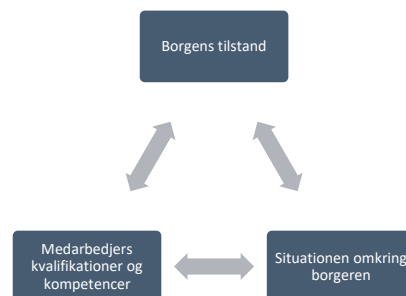 Borgens tilstand
Medarbedjers
kvalifikationer og
kompetencer
Situationen omkring
borgeren